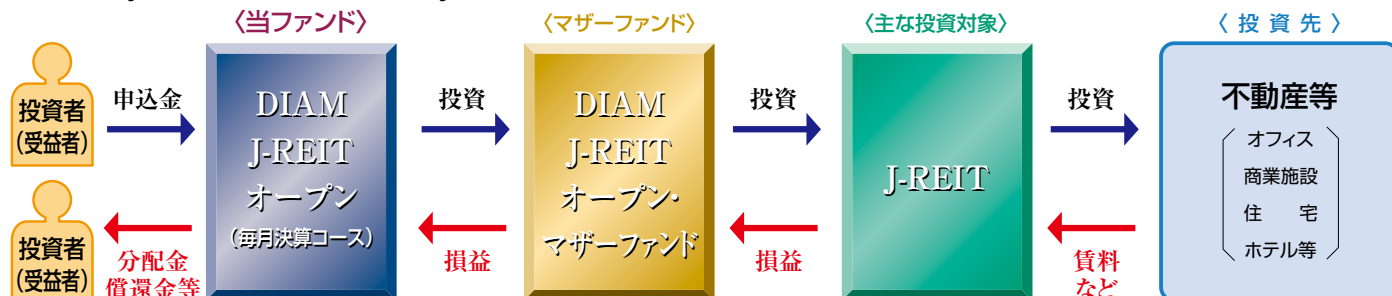 〈当ファンド〉
〈マザーファンド〉
〈主な投資対象〉
〈投資先〉
投資者
(受益者)
申込金
DIAM
J-REIT
オープン
(毎月決算コース)
投資
DIAM
J-REIT
オープン・
マザーファンド
投資
J-REIT
投資
不動産等
オフィス
商業施設
住　宅
ホテル等
投資者
(受益者)
分配金
償還金等
損益
損益
賃料
など